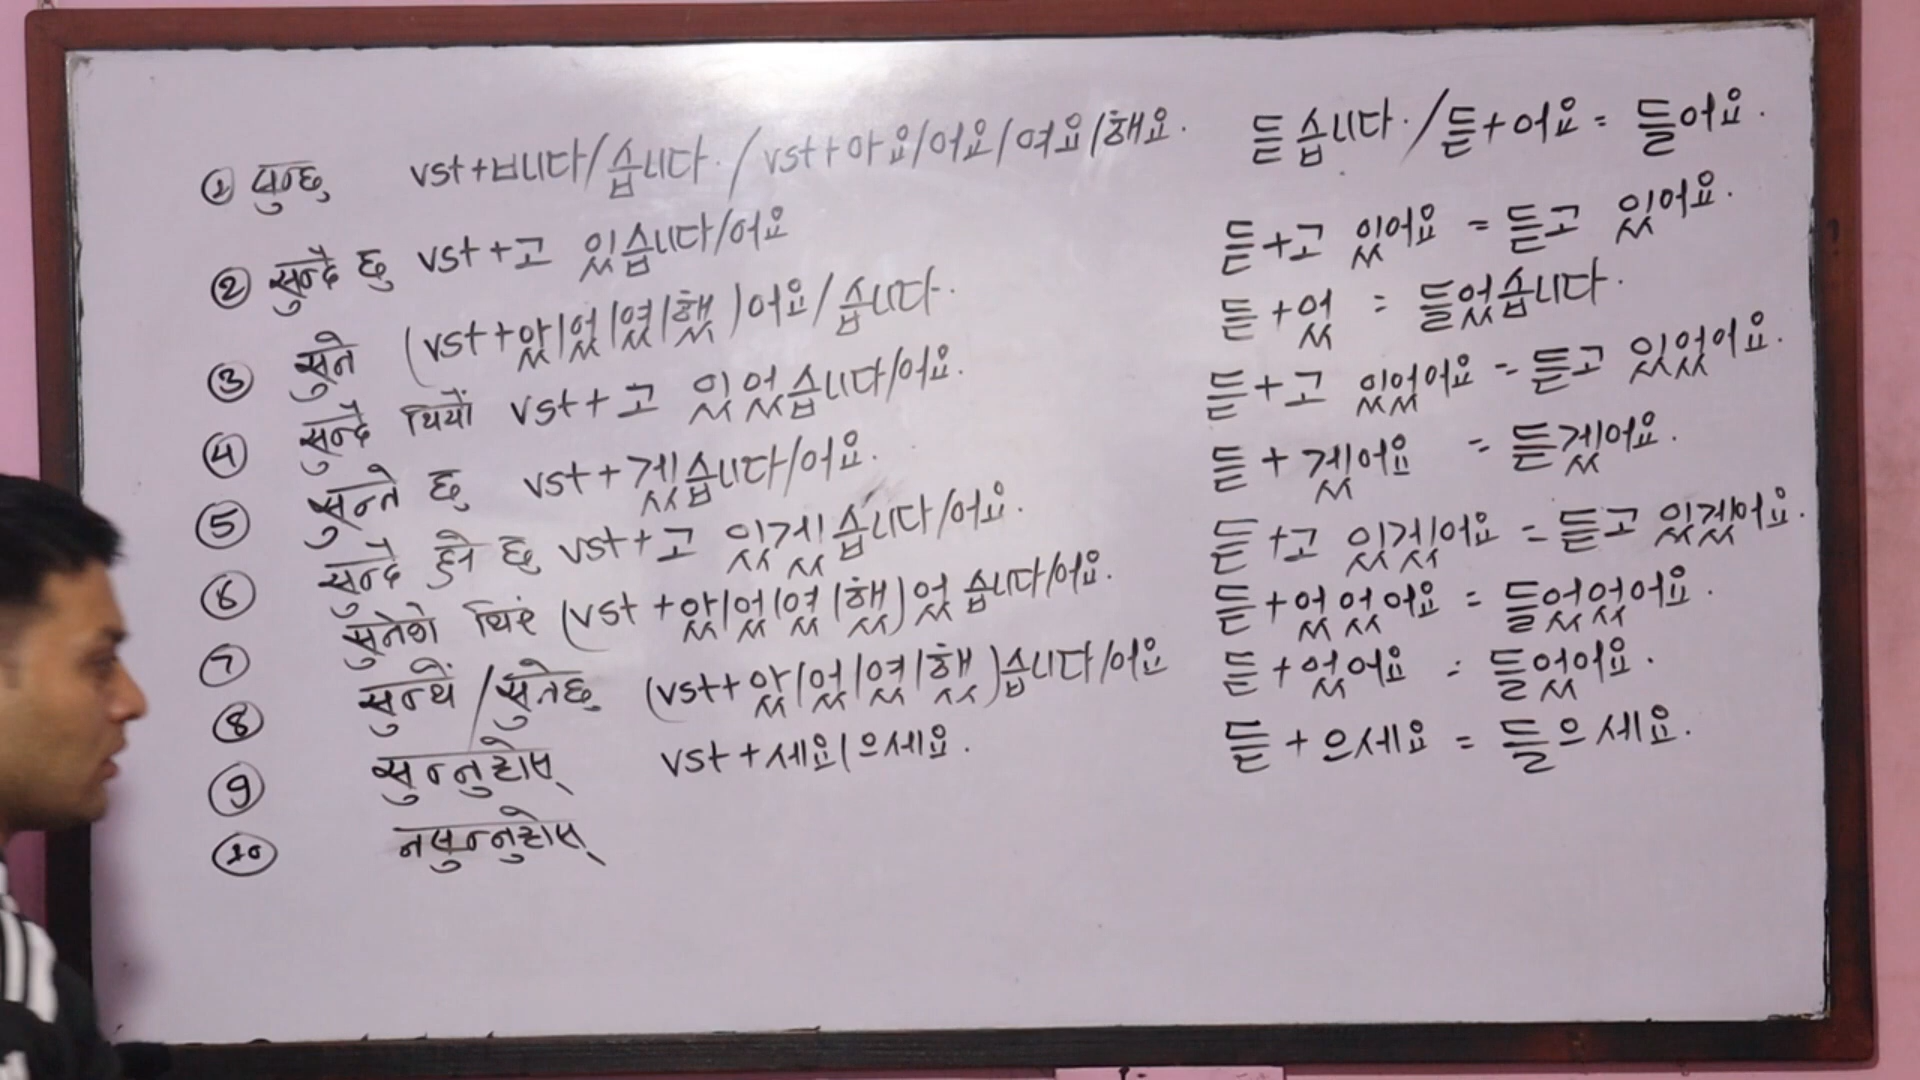 ① सुन्छु vst+ㅂ니다/습니다. / vst+아요/어요/여요/해요. 듣습니다. / 듣+어요= 들어요.
② सुन्दै छु vst+고 있습니다/어요 듣+고 있어요 = 듣고 있어요.
③ सुने (vst+았/었/였/했)어요/습니다. 듣+었 = 들었습니다.
④ सुन्दै थियौं vst+고 있었습니다/어요. 듣+고 있었어요 = 듣고 있었어요.
⑤ सुन्ने छु vst+겠습니다/어요. 듣+겠어요 = 듣겠어요.
⑥ सुन्दै हुने छु vst+고 있겠습니다/어요. 듣+고 있겠어요 = 듣고 있겠어요.
⑦ सुनेको थिएं (vst+았/었/였/했)었습니다/어요. 듣+었었어요 = 들었었어요.
⑧ सुन्थें/सुनेछु (vst+았/었/였/했)습니다/어요 듣+었어요 = 들었어요.
⑨ सुन्नुहोस् vst+세요/으세요. 듣+으세요 = 들으세요.
⑩ नसुन्नुहोस्